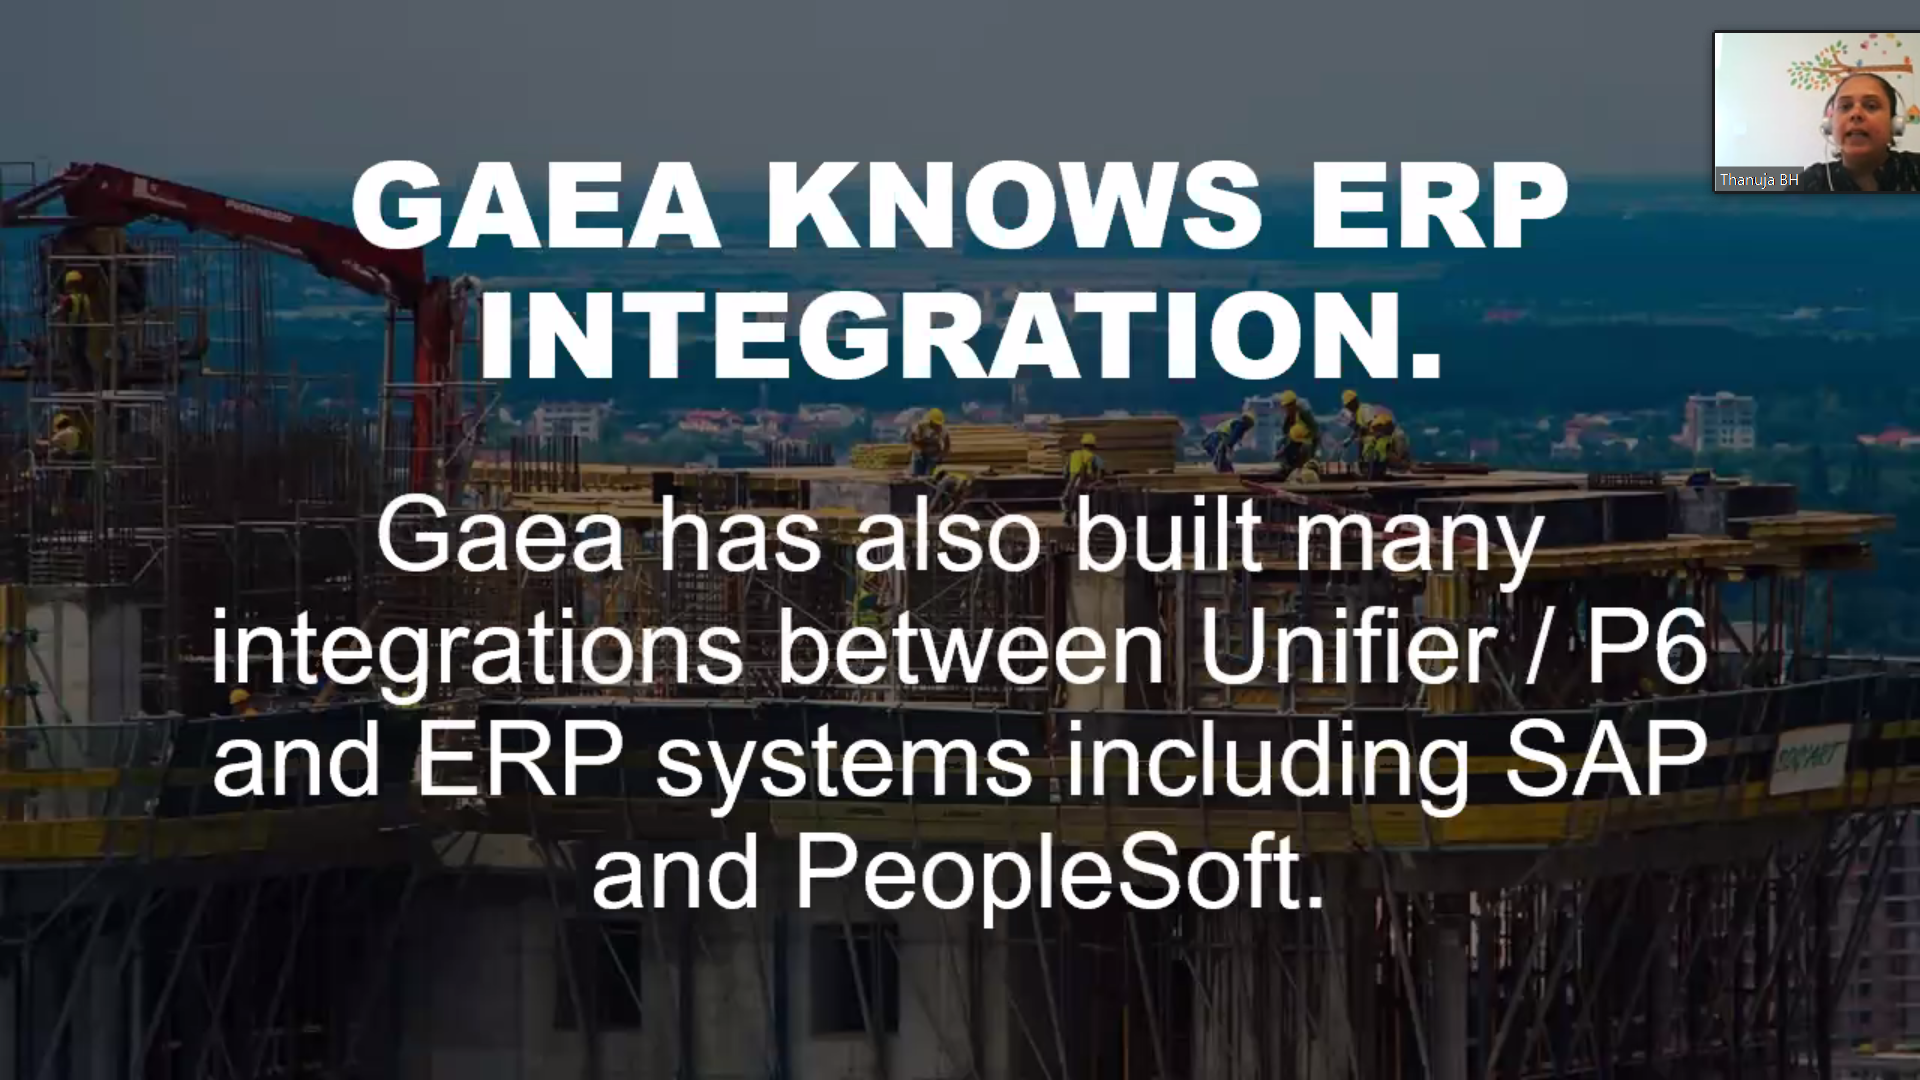 GAEA KNOWS ERP
INTEGRATION.
Gaea has also built many
integrations between Unifier / P6
and ERP systems including SAP
and PeopleSoft.
Thanuja BH